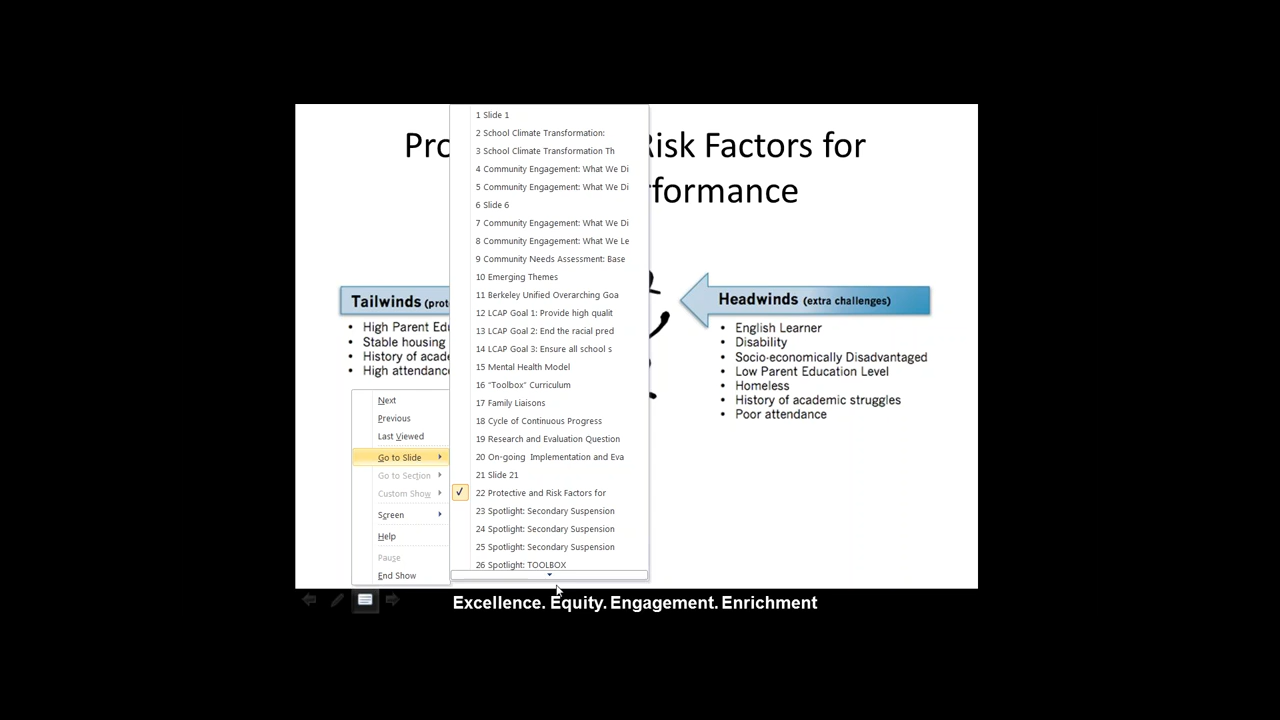 Pro
Risk Factors for
formance
1 Slide 1
2 School Climate Transformation:
3 School Climate Transformation Th
4 Community Engagement: What We Di
5 Community Engagement: What We Di
6 Slide 6
7 Community Engagement: What We Di
8 Community Engagement: What We Le
9 Community Needs Assessment: Base
10 Emerging Themes
11 Berkeley Unified Overarching Goa
12 LCAP Goal 1: Provide high qualit
13 LCAP Goal 2: End the racial pred
14 LCAP Goal 3: Ensure all school s
15 Mental Health Model
16 "Toolbox" Curriculum
17 Family Liaisons
18 Cycle of Continuous Progress
19 Research and Evaluation Question
20 On-going  Implementation and Eva
21 Slide 21
22 Protective and Risk Factors for
23 Spotlight: Secondary Suspension
24 Spotlight: Secondary Suspension
25 Spotlight: Secondary Suspension
26 Spotlight: TOOLBOX
Tailwinds (prot
• High Parent Edu
• Stable housing
• History of acade
• High attendance
Next
Previous
Last Viewed
Go to Slide
Go to Section
Custom Show
Screen
Help
Pause
End Show
Headwinds (extra challenges)
• English Learner
• Disability
• Socio-economically Disadvantaged
• Low Parent Education Level
• Homeless
• History of academic struggles
• Poor attendance
Excellence. Equity. Engagement. Enrichment